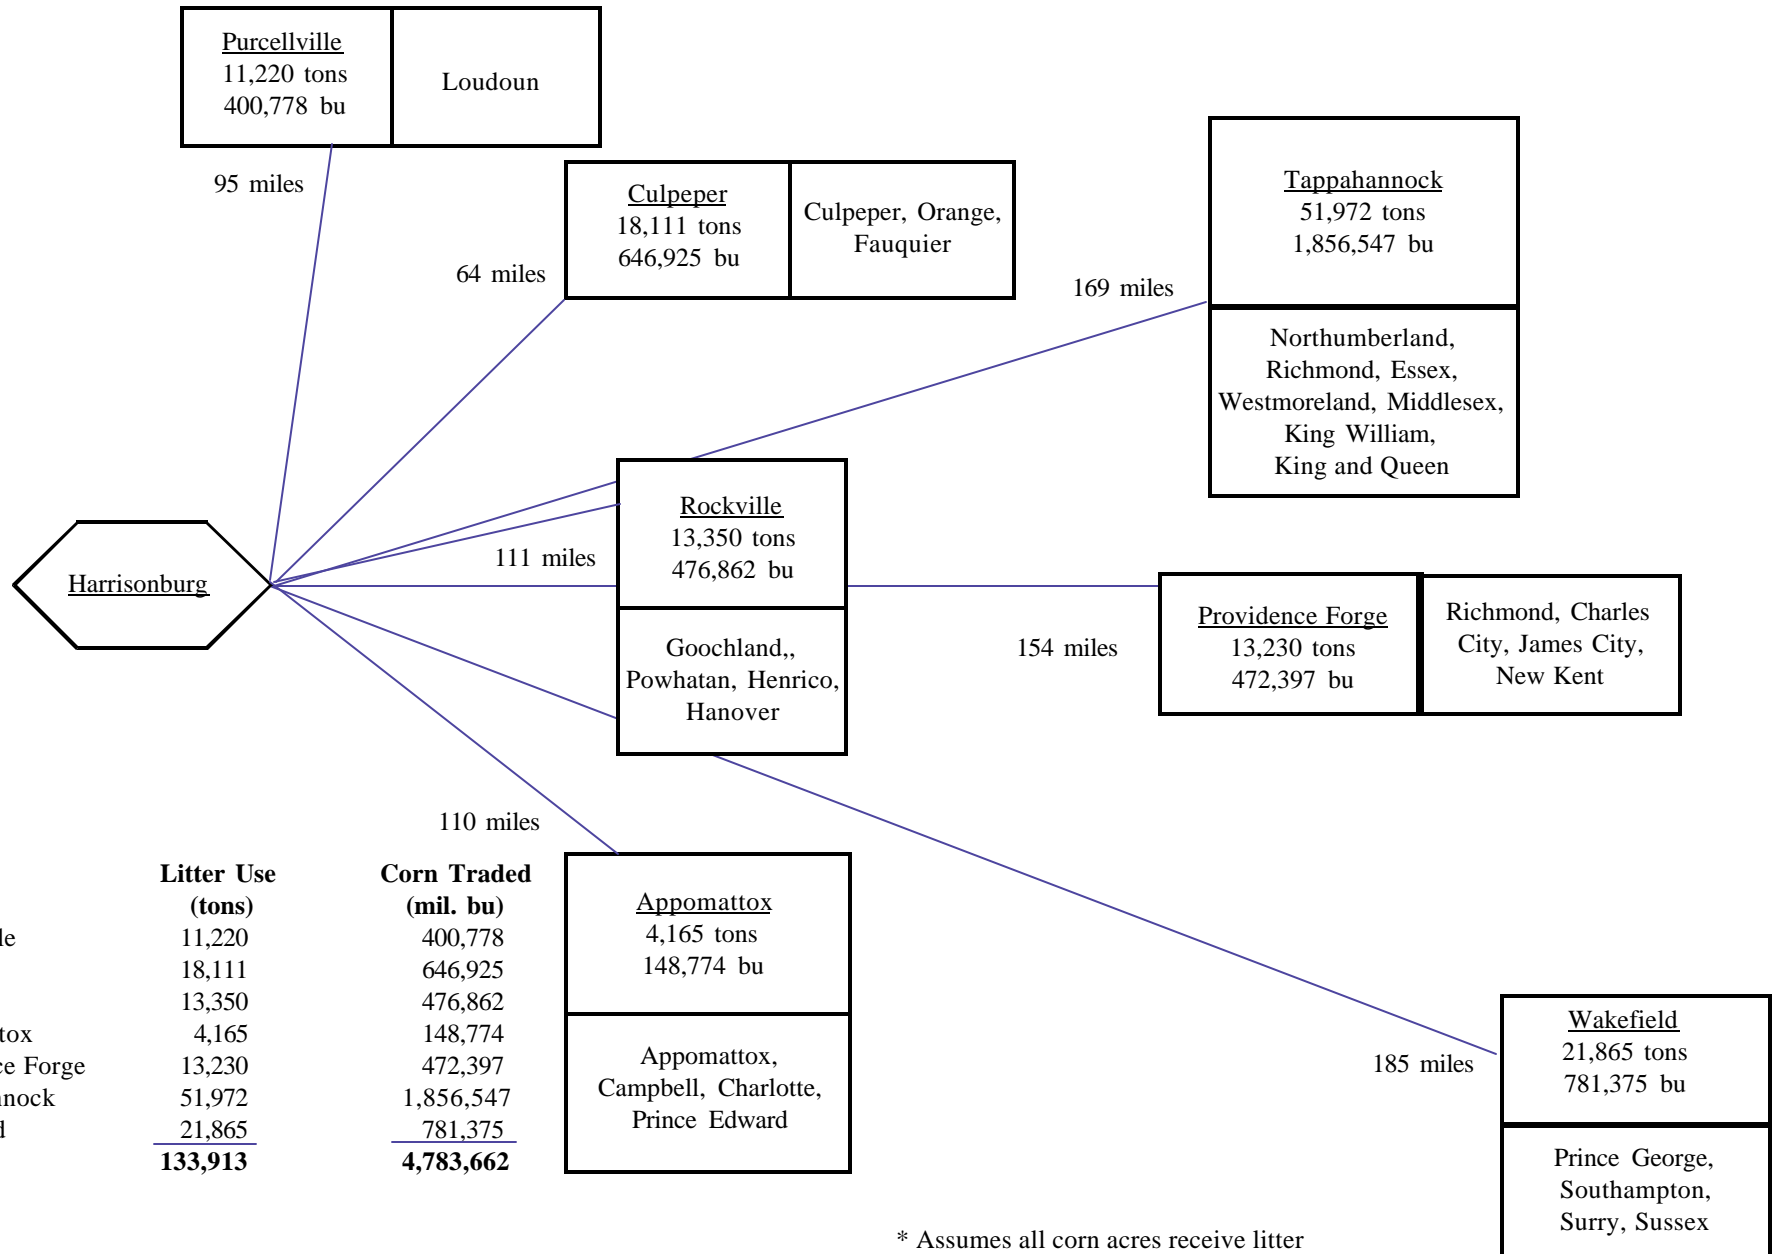 Purcellville
11,220 tons
400,778 bu
Loudoun
95 miles
Culpeper
18,111 tons
646,925 bu
Culpeper, Orange,
Fauquier
64 miles
Tappahannock
51,972 tons
1,856,547 bu
169 miles
Northumberland,
Richmond, Essex,
Westmoreland, Middlesex,
King William,
King and Queen
Harrisonburg
111 miles
Rockville
13,350 tons
476,862 bu
Goochland,,
Powhatan, Henrico,
Hanover
154 miles
Providence Forge
13,230 tons
472,397 bu
Richmond, Charles
City, James City,
New Kent
110 miles
Appomattox
4,165 tons
148,774 bu
Appomattox,
Campbell, Charlotte,
Prince Edward
185 miles
Wakefield
21,865 tons
781,375 bu
Prince George,
Southampton,
Surry, Sussex
Litter Use Corn Traded
(tons) (mil. bu)
le 11,220 400,778
18,111 646,925
13,350 476,862
tox 4,165 148,774
ce Forge 13,230 472,397
nnock 51,972 1,856,547
d 21,865 781,375
133,913 4,783,662
* Assumes all corn acres receive litter